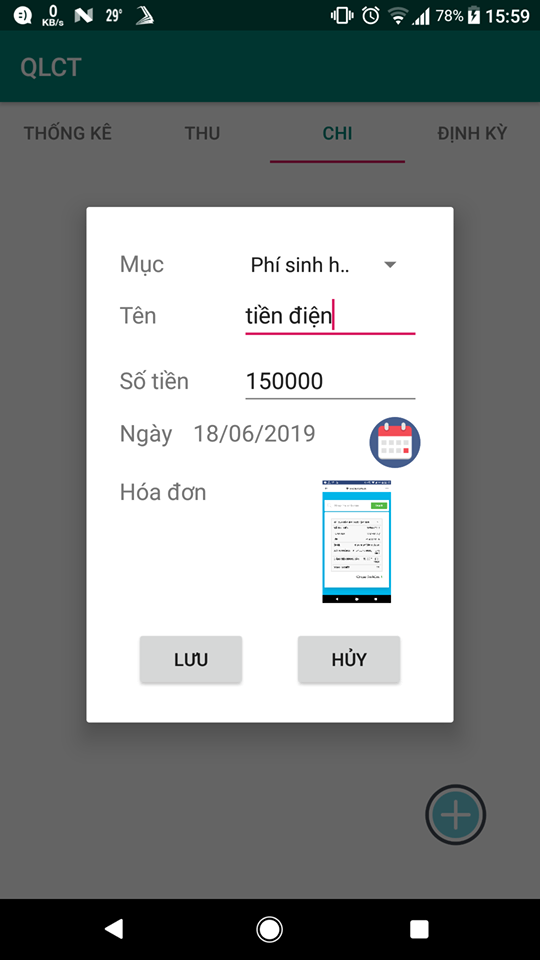 0 KB/s 29° 78% 15:59
QLCT
THỐNG KÊ THU CHI ĐỊNH KỲ
Mục Phí sinh h..
Tên tiền điện
Số tiền 150000
Ngày 18/06/2019
Hóa đơn
LƯU HỦY